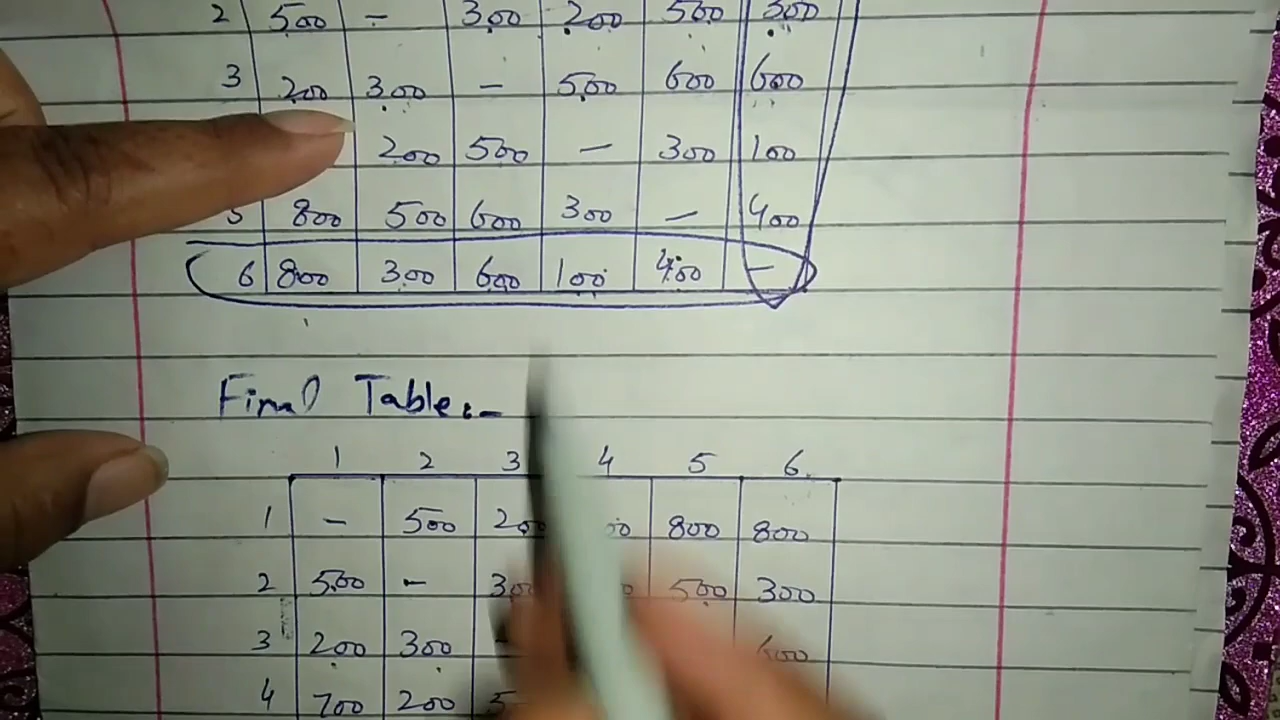 2 500 - 300 200 500 300
3 200 300 - 500 600 600
200 500 - 300 100
5 800 500 600 300 - 400
6 800 300 600 100 400 -
Final Table:-
1 2 3 4 5 6
1 - 500 800 800
2 500 - 500 300
3 200 300 600
4 700 200